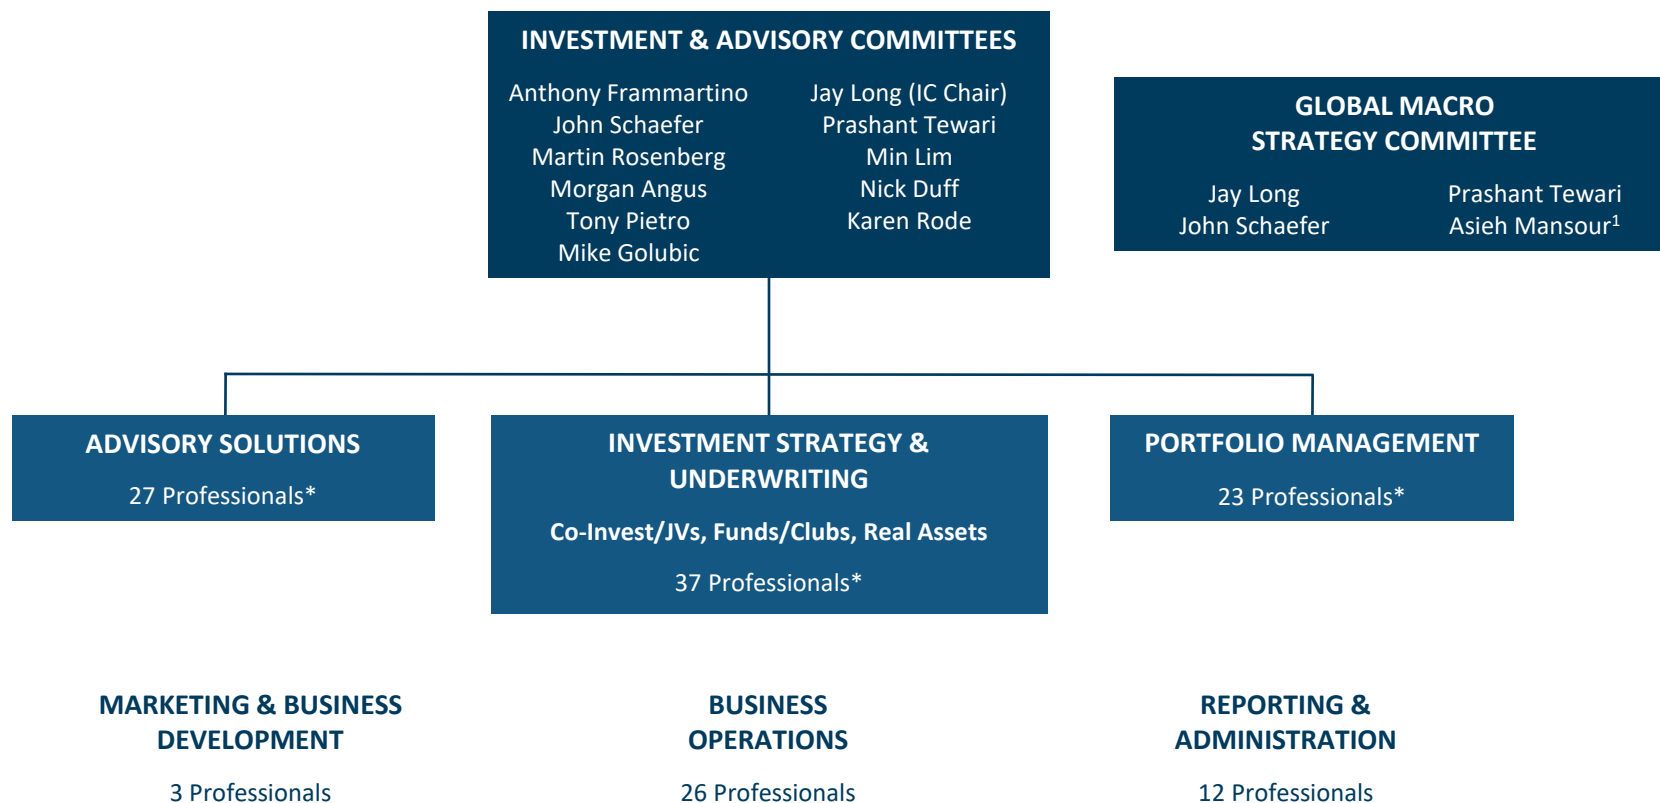 INVESTMENT & ADVISORY COMMITTEES
Anthony Frammartino
John Schaefer
Martin Rosenberg
Morgan Angus
Tony Pietro
Mike Golubic
Jay Long (IC Chair)
Prashant Tewari
Min Lim
Nick Duff
Karen Rode
GLOBAL MACRO
STRATEGY COMMITTEE
Jay Long
John Schaefer
Prashant Tewari
Asieh Mansour¹
ADVISORY SOLUTIONS
27 Professionals*
INVESTMENT STRATEGY &
UNDERWRITING
Co-Invest/JVs, Funds/Clubs, Real Assets
37 Professionals*
PORTFOLIO MANAGEMENT
23 Professionals*
MARKETING & BUSINESS
DEVELOPMENT
3 Professionals
BUSINESS
OPERATIONS
26 Professionals
REPORTING &
ADMINISTRATION
12 Professionals